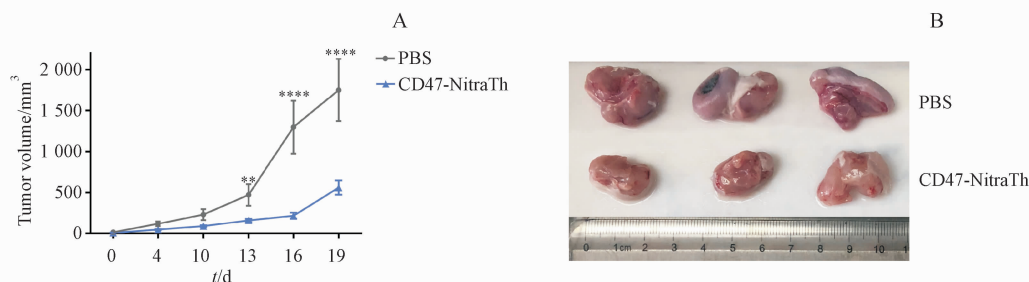 A
Tumor volume/mm³
2 000
1 500
1 000
500
0
0 4 10 13 16 19
t/d
**
****
****
PBS
CD47-NitraTh
B
PBS
CD47-NitraTh
0 1cm 2 3 4 5 6 7 8 9 10